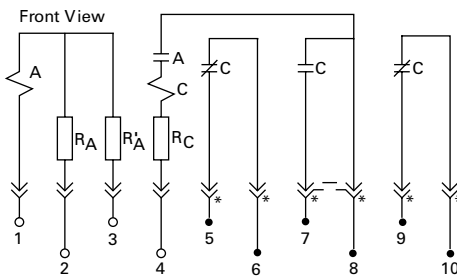 Front View
A
A
C
C
C
C
R_A
R'_A
R_C
* * * * * *
1 3 5 7 9
2 4 6 8 10